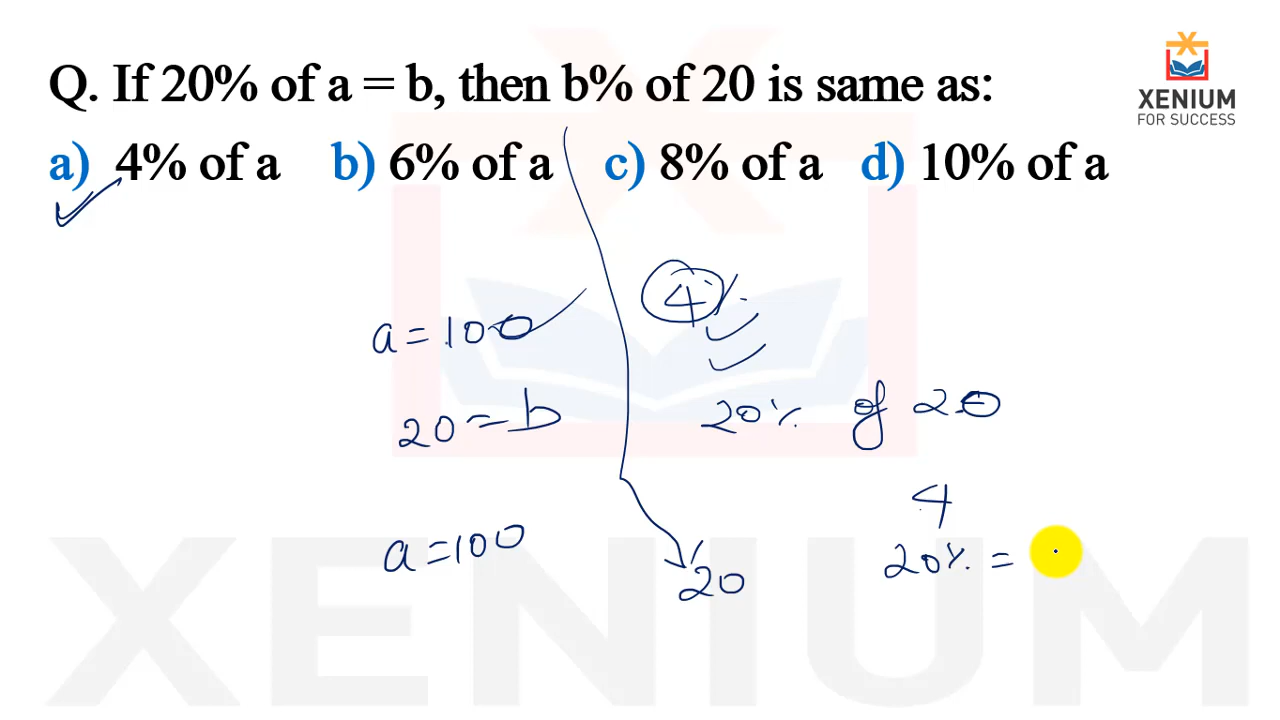 Q. If 20% of a = b, then b% of 20 is same as:
XENIUM
FOR SUCCESS
a) 4% of a b) 6% of a c) 8% of a d) 10% of a
4%
a = 100
20% of 20
20 = b
4
a = 100
20
20% =
XENIUM